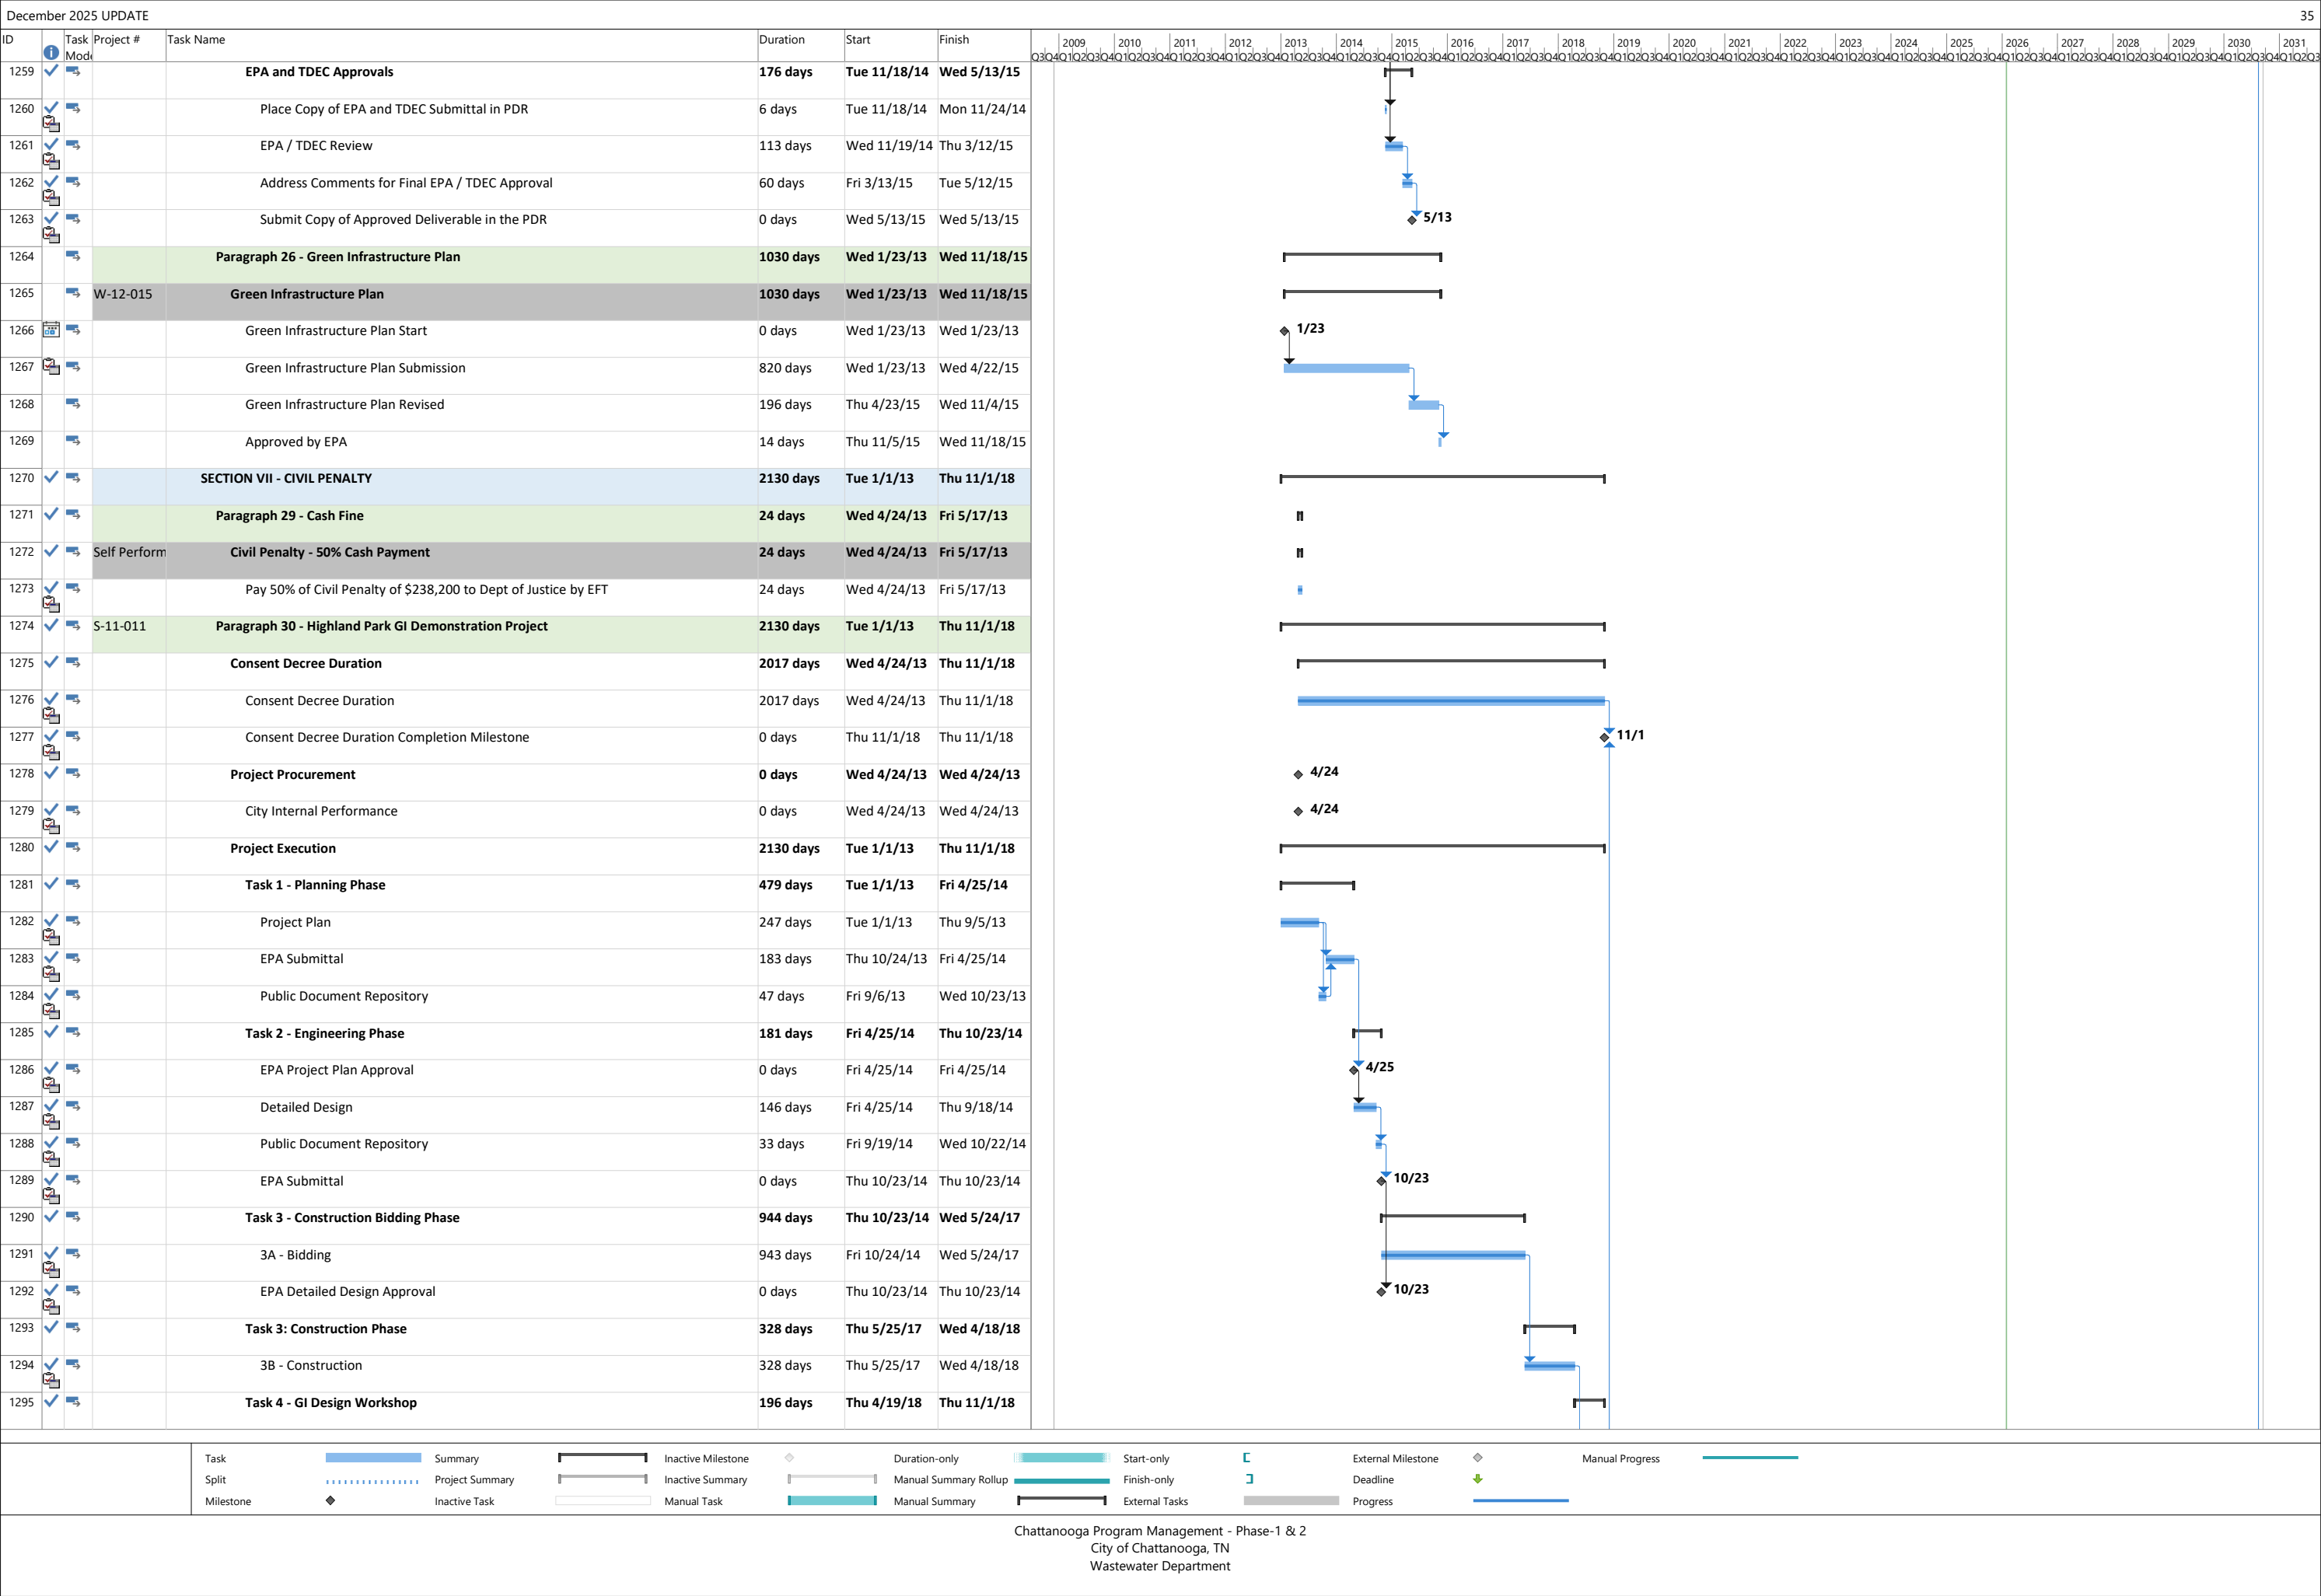 December 2025 UPDATE 35
ID Task Mode Project # Task Name Duration Start Finish 2009 2010 2011 2012 2013 2014 2015 2016 2017 2018 2019 2020 2021 2022 2023 2024 2025 2026 2027 2028 2029 2030 2031
Q3Q4Q1Q2Q3Q4Q1Q2Q3Q4Q1Q2Q3Q4Q1Q2Q3Q4Q1Q2Q3Q4Q1Q2Q3Q4Q1Q2Q3Q4Q1Q2Q3Q4Q1Q2Q3Q4Q1Q2Q3Q4Q1Q2Q3Q4Q1Q2Q3Q4Q1Q2Q3Q4Q1Q2Q3Q4Q1Q2Q3Q4Q1Q2Q3Q4Q1Q2Q3Q4Q1Q2Q3Q4Q1Q2Q3Q4Q1Q2Q3Q4Q1Q2Q3Q4Q1Q2Q3
1259 EPA and TDEC Approvals 176 days Tue 11/18/14 Wed 5/13/15
1260 Place Copy of EPA and TDEC Submittal in PDR 6 days Tue 11/18/14 Mon 11/24/14
1261 EPA / TDEC Review 113 days Wed 11/19/14 Thu 3/12/15
1262 Address Comments for Final EPA / TDEC Approval 60 days Fri 3/13/15 Tue 5/12/15
1263 Submit Copy of Approved Deliverable in the PDR 0 days Wed 5/13/15 Wed 5/13/15 5/13
1264 Paragraph 26 - Green Infrastructure Plan 1030 days Wed 1/23/13 Wed 11/18/15
1265 W-12-015 Green Infrastructure Plan 1030 days Wed 1/23/13 Wed 11/18/15
1266 Green Infrastructure Plan Start 0 days Wed 1/23/13 Wed 1/23/13 1/23
1267 Green Infrastructure Plan Submission 820 days Wed 1/23/13 Wed 4/22/15
1268 Green Infrastructure Plan Revised 196 days Thu 4/23/15 Wed 11/4/15
1269 Approved by EPA 14 days Thu 11/5/15 Wed 11/18/15
1270 SECTION VII - CIVIL PENALTY 2130 days Tue 1/1/13 Thu 11/1/18
1271 Paragraph 29 - Cash Fine 24 days Wed 4/24/13 Fri 5/17/13
1272 Self Perform Civil Penalty - 50% Cash Payment 24 days Wed 4/24/13 Fri 5/17/13
1273 Pay 50% of Civil Penalty of $238,200 to Dept of Justice by EFT 24 days Wed 4/24/13 Fri 5/17/13
1274 S-11-011 Paragraph 30 - Highland Park GI Demonstration Project 2130 days Tue 1/1/13 Thu 11/1/18
1275 Consent Decree Duration 2017 days Wed 4/24/13 Thu 11/1/18
1276 Consent Decree Duration 2017 days Wed 4/24/13 Thu 11/1/18
1277 Consent Decree Duration Completion Milestone 0 days Thu 11/1/18 Thu 11/1/18 11/1
1278 Project Procurement 0 days Wed 4/24/13 Wed 4/24/13 4/24
1279 City Internal Performance 0 days Wed 4/24/13 Wed 4/24/13 4/24
1280 Project Execution 2130 days Tue 1/1/13 Thu 11/1/18
1281 Task 1 - Planning Phase 479 days Tue 1/1/13 Fri 4/25/14
1282 Project Plan 247 days Tue 1/1/13 Thu 9/5/13
1283 EPA Submittal 183 days Thu 10/24/13 Fri 4/25/14
1284 Public Document Repository 47 days Fri 9/6/13 Wed 10/23/13
1285 Task 2 - Engineering Phase 181 days Fri 4/25/14 Thu 10/23/14
1286 EPA Project Plan Approval 0 days Fri 4/25/14 Fri 4/25/14 4/25
1287 Detailed Design 146 days Fri 4/25/14 Thu 9/18/14
1288 Public Document Repository 33 days Fri 9/19/14 Wed 10/22/14
1289 EPA Submittal 0 days Thu 10/23/14 Thu 10/23/14 10/23
1290 Task 3 - Construction Bidding Phase 944 days Thu 10/23/14 Wed 5/24/17
1291 3A - Bidding 943 days Fri 10/24/14 Wed 5/24/17
1292 EPA Detailed Design Approval 0 days Thu 10/23/14 Thu 10/23/14 10/23
1293 Task 3: Construction Phase 328 days Thu 5/25/17 Wed 4/18/18
1294 3B - Construction 328 days Thu 5/25/17 Wed 4/18/18
1295 Task 4 - GI Design Workshop 196 days Thu 4/19/18 Thu 11/1/18
Task Summary Inactive Milestone Duration-only Start-only External Milestone Manual Progress
Split Project Summary Inactive Summary Manual Summary Rollup Finish-only Deadline
Milestone Inactive Task Manual Task Manual Summary External Tasks Progress
Chattanooga Program Management - Phase-1 & 2
City of Chattanooga, TN
Wastewater Department